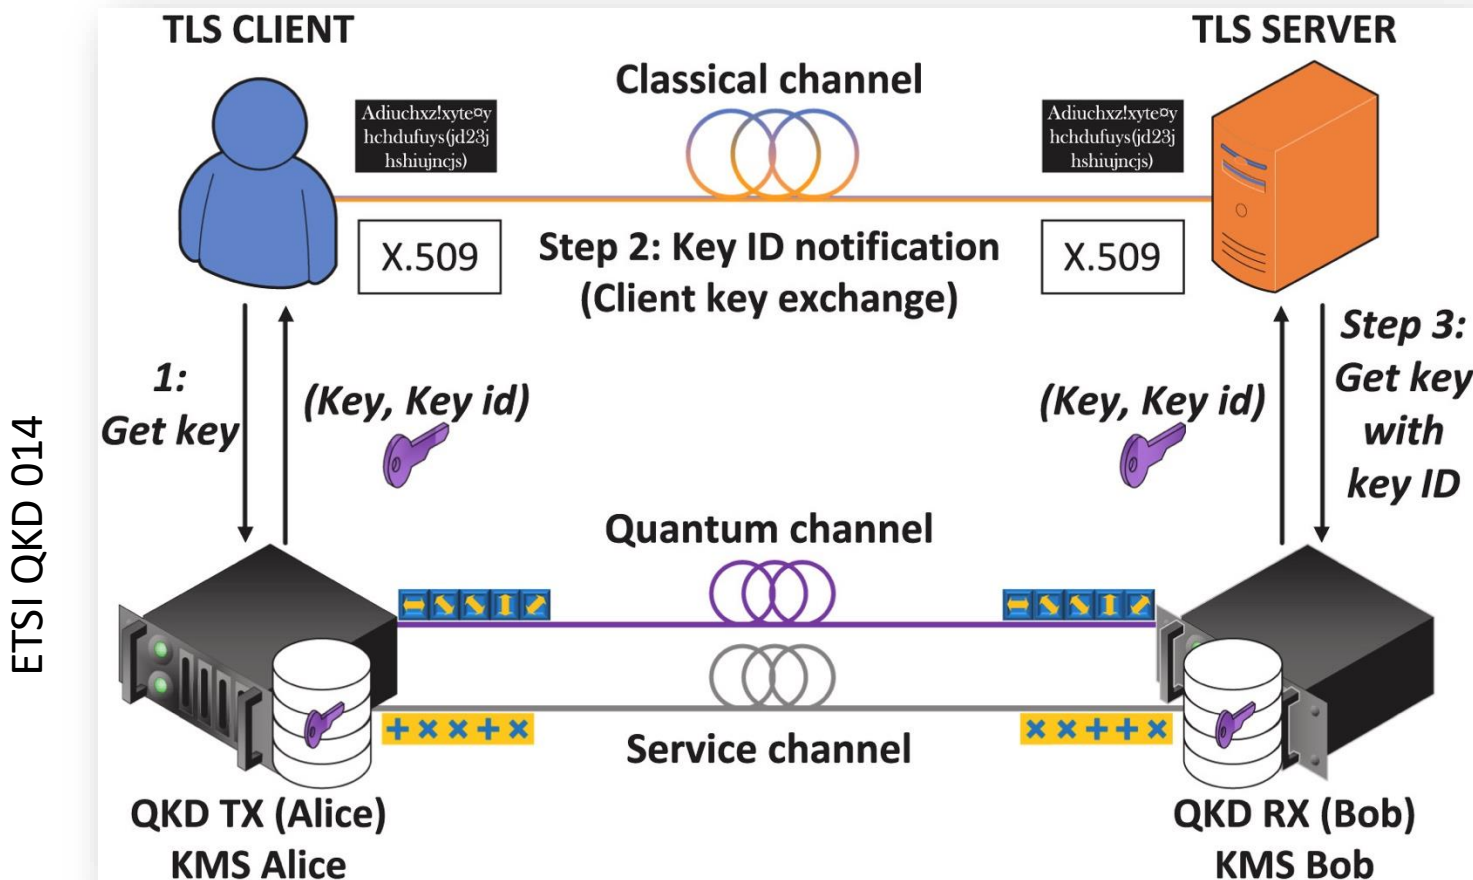 TLS CLIENT
TLS SERVER
Classical channel
Adiuchxz!xyte¤y
hchdufuys(jd23j
hshiujncjs)
Adiuchxz!xyte¤y
hchdufuys(jd23j
hshiujncjs)
X.509
Step 2: Key ID notification
(Client key exchange)
X.509
1:
Get key
(Key, Key id)
(Key, Key id)
Step 3:
Get key
with
key ID
ETSI QKD 014
Quantum channel
Service channel
QKD TX (Alice)
KMS Alice
QKD RX (Bob)
KMS Bob